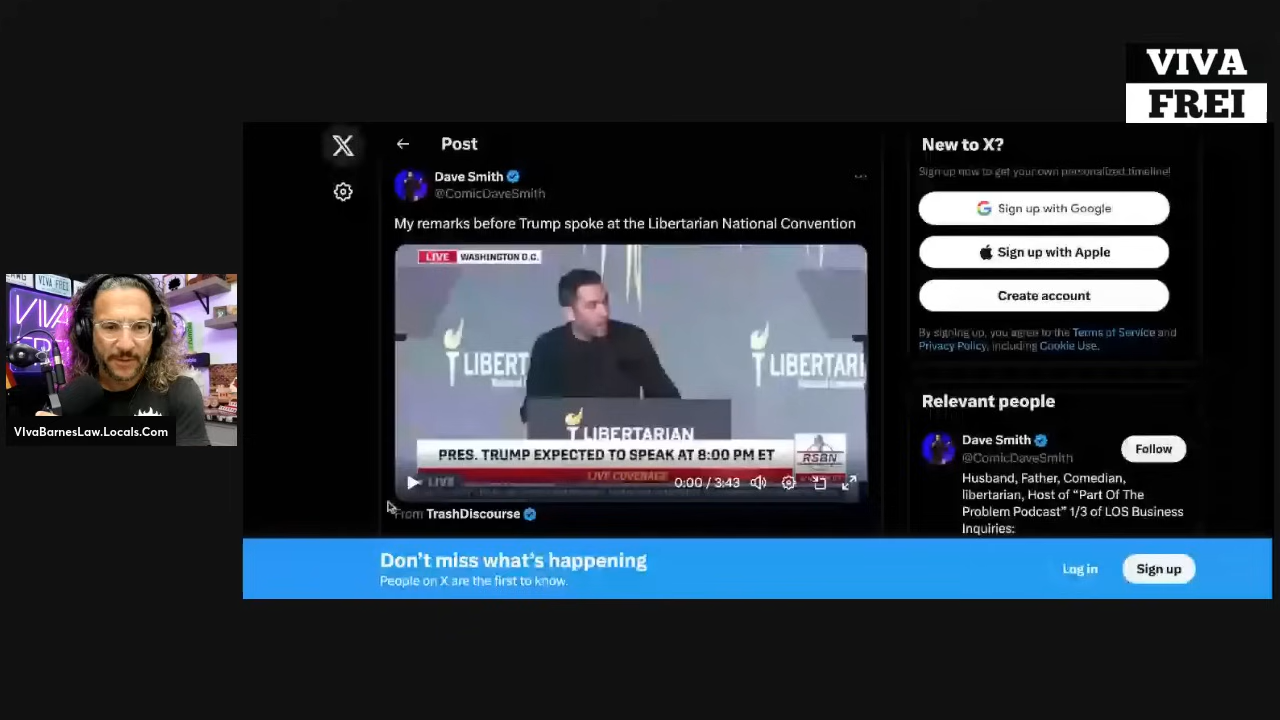 VIVA
FREI
Post
Dave Smith
@ComicDaveSmith
My remarks before Trump spoke at the Libertarian National Convention
LIVE WASHINGTON D.C.
LIBERT
LIBERTARI
LIBERTARIAN
PRES. TRUMP EXPECTED TO SPEAK AT 8:00 PM ET
RSBN
LIVE LIVE COVERAGE
0:00 / 3:43
From TrashDiscourse
New to X?
Sign up now to get your own personalized timeline!
Sign up with Google
Sign up with Apple
Create account
By signing up, you agree to the Terms of Service and
Privacy Policy, including Cookie Use.
Relevant people
Dave Smith
@ComicDaveSmith
Follow
Husband, Father, Comedian,
libertarian, Host of “Part Of The
Problem Podcast” 1/3 of LOS Business
Inquiries:
VIVA FREI
VIVA
VIvaBarnesLaw.Locals.Com
Don’t miss what’s happening
People on X are the first to know.
Log in
Sign up